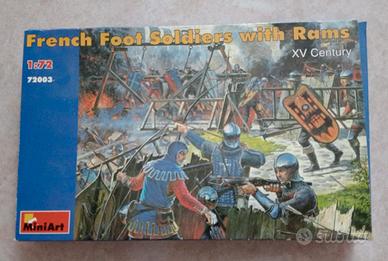 French Foot Soldiers with Rams
XV Century
1:72
72003
MiniArt
subito